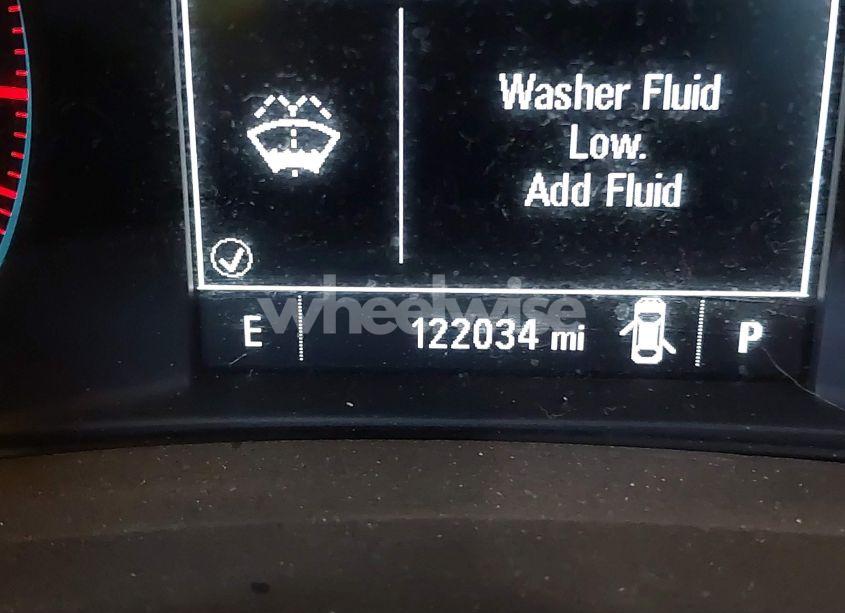 Washer Fluid
Low.
Add Fluid
wheelwise
E 122034 mi P